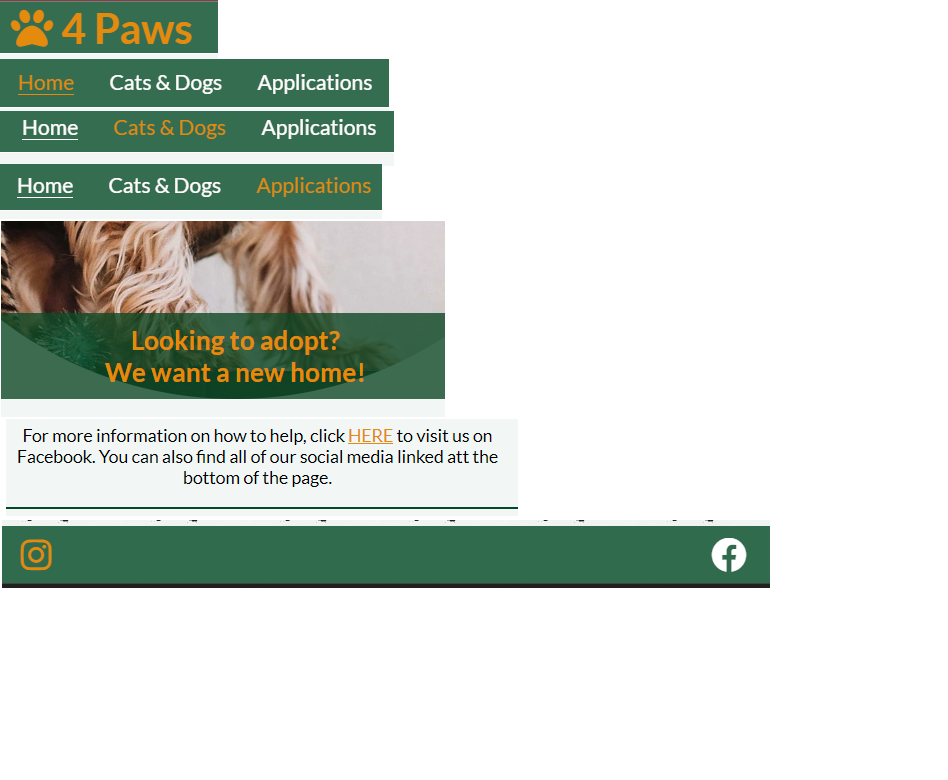 4 Paws
Home Cats & Dogs Applications
Home Cats & Dogs Applications
Home Cats & Dogs Applications
Looking to adopt?
We want a new home!
For more information on how to help, click HERE to visit us on
Facebook. You can also find all of our social media linked att the
bottom of the page.